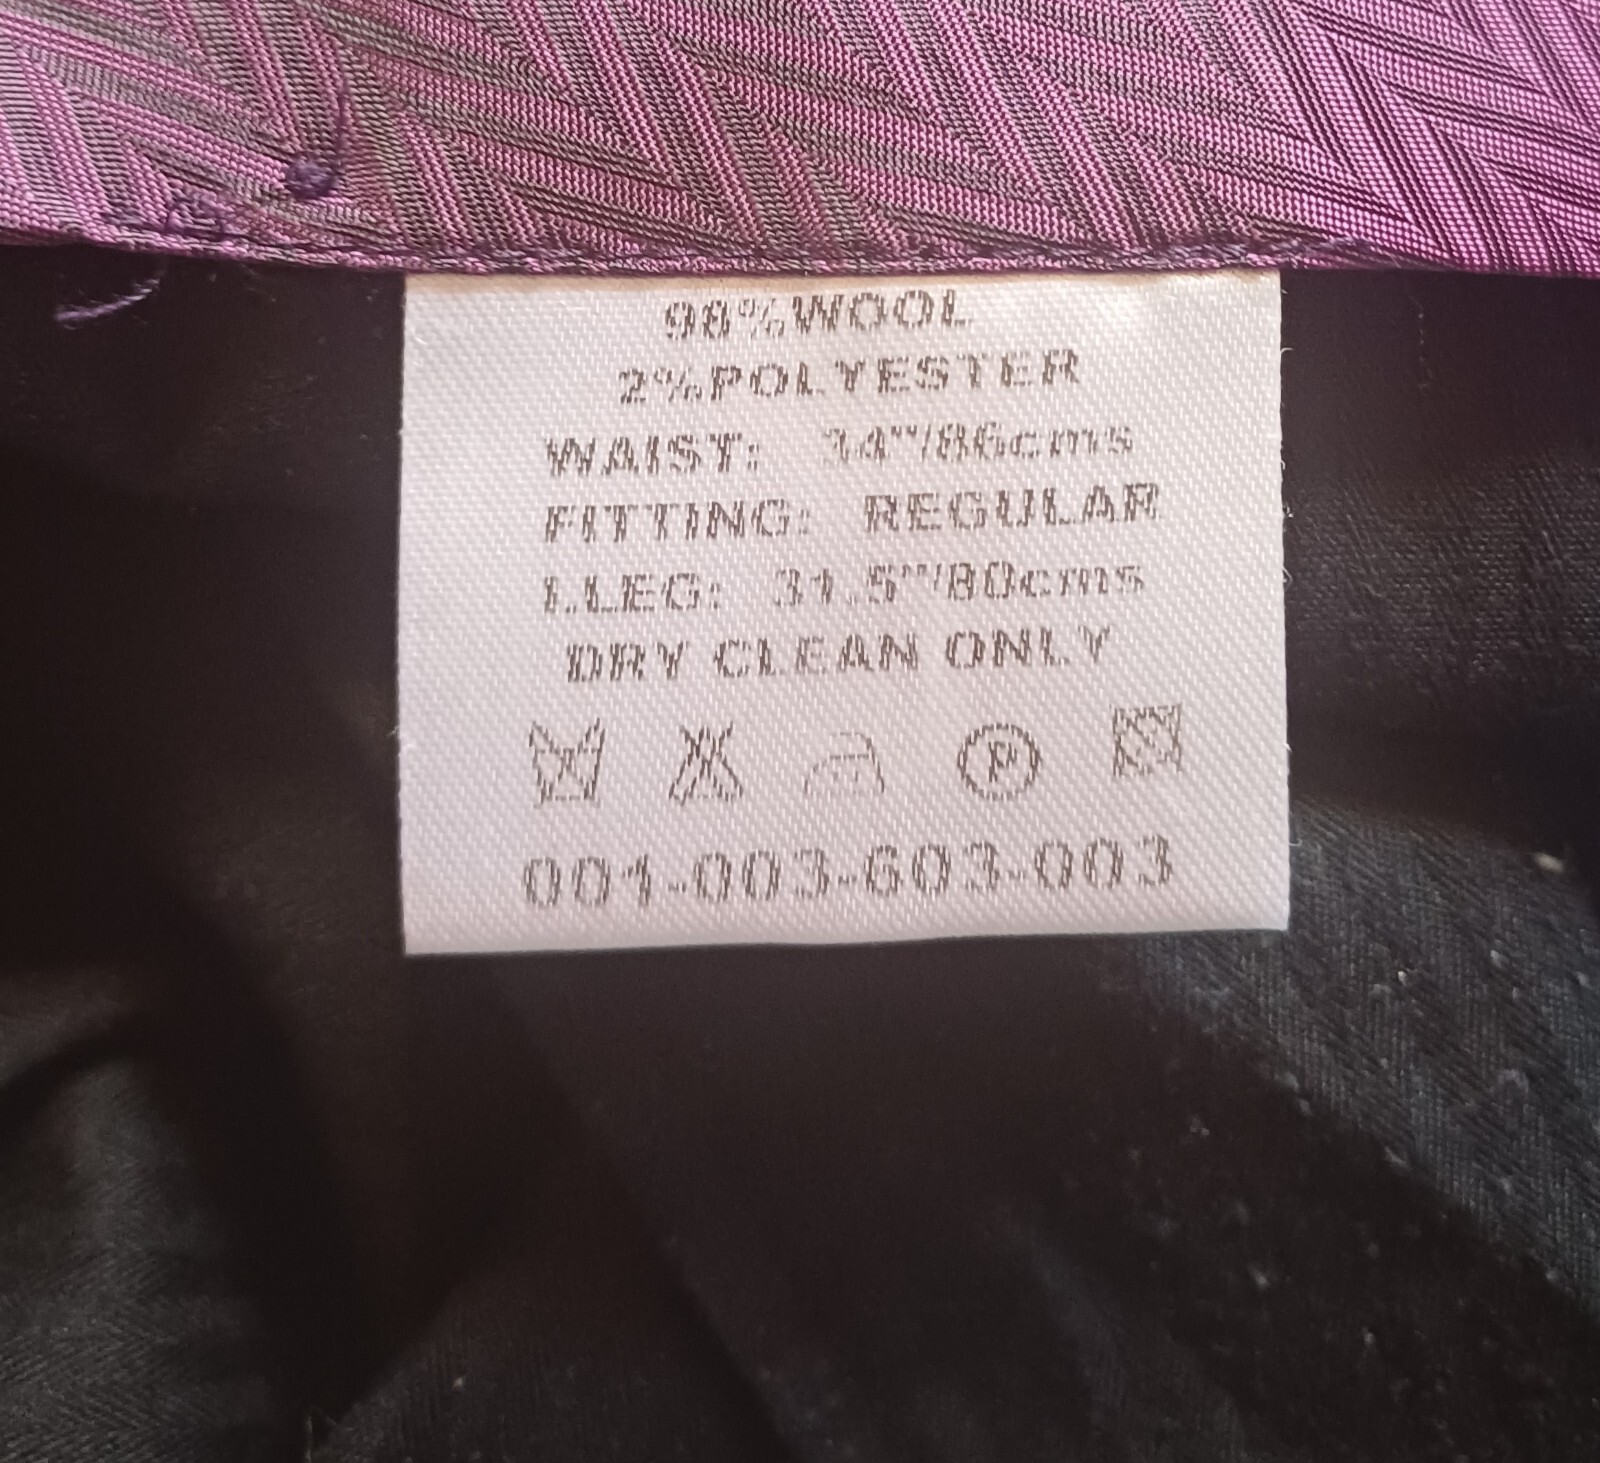 98%WOOL
2%POLYESTER
WAIST: 34"/86cms
FITTING: REGULAR
I.LEG: 31.5"/80cms
DRY CLEAN ONLY
P
001-003-603-003